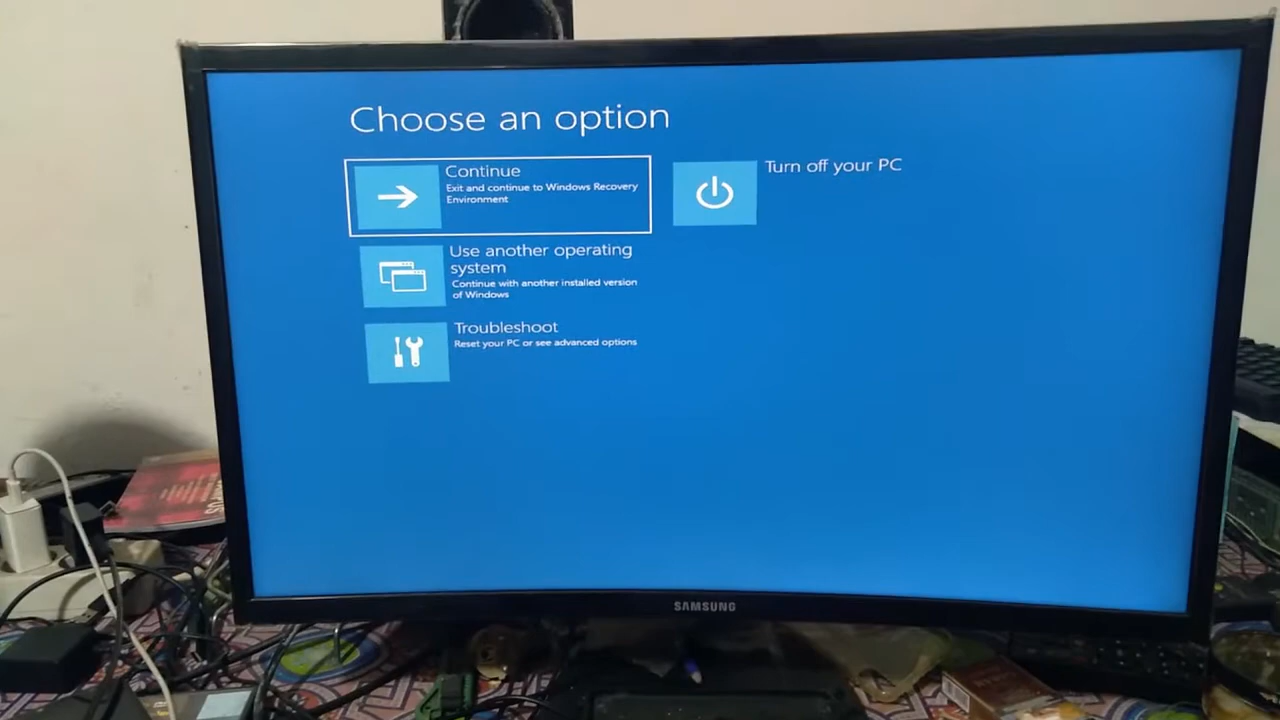 Choose an option
Continue
Exit and continue to Windows Recovery
Environment
Turn off your PC
Use another operating
system
Continue with another installed version
of Windows
Troubleshoot
Reset your PC or see advanced options
SAMSUNG